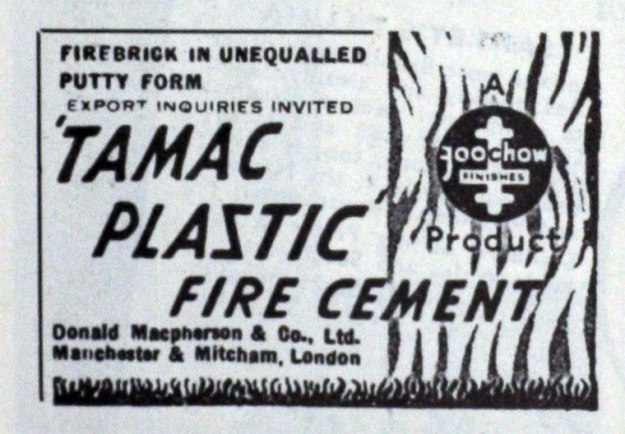 FIREBRICK IN UNEQUALLED
PUTTY FORM
EXPORT INQUIRIES INVITED
'TAMAC
PLASTIC'
FIRE CEMENT
Donald Macpherson & Co., Ltd.
Manchester & Mitcham, London
A
foochow
FINISHES
Product